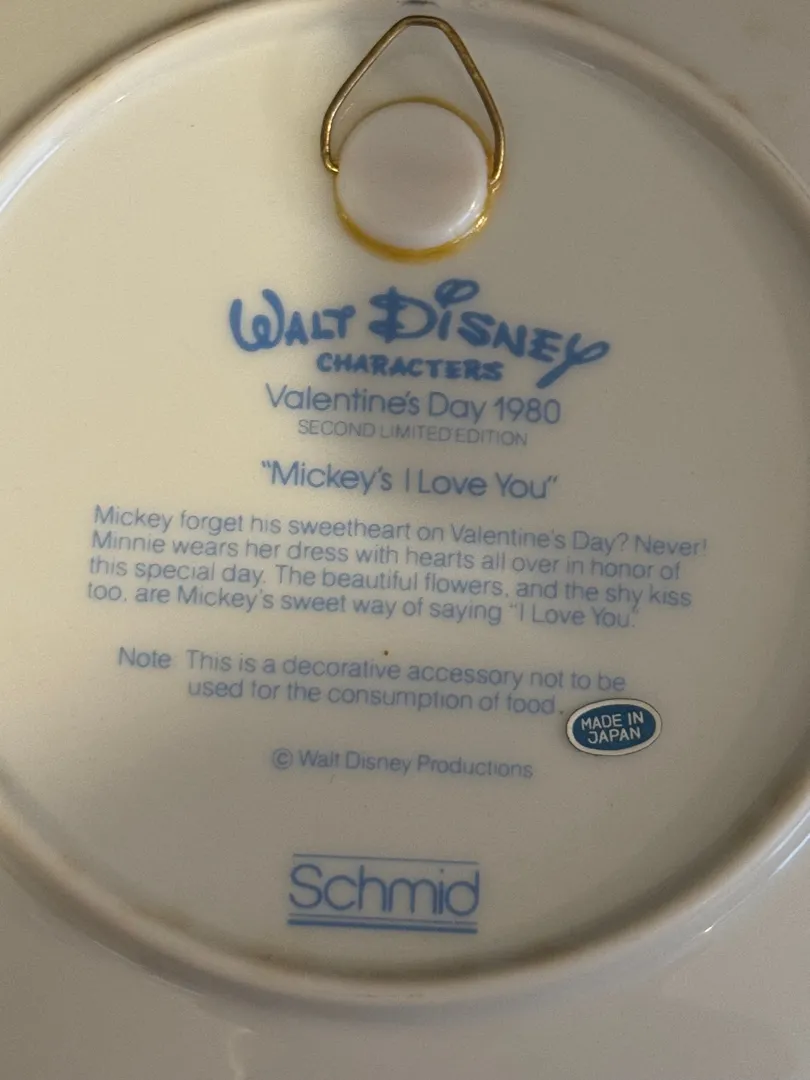 WALT DISNEY
CHARACTERS
Valentine's Day 1980
SECOND LIMITED EDITION
"Mickey's I Love You"
Mickey forget his sweetheart on Valentine's Day? Never!
Minnie wears her dress with hearts all over in honor of
this special day. The beautiful flowers, and the shy kiss
too, are Mickey's sweet way of saying "I Love You."
Note This is a decorative accessory not to be
used for the consumption of food.
MADE IN
JAPAN
© Walt Disney Productions
Schmid